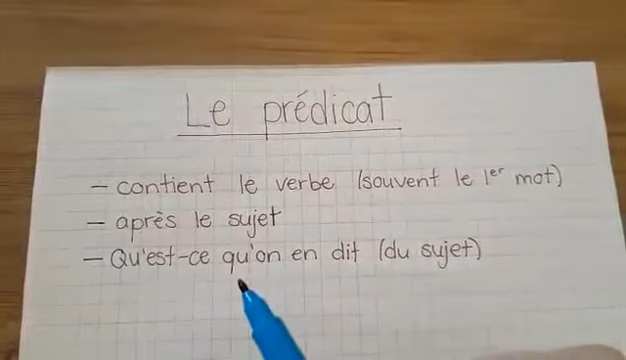 Le prédicat
- contient le verbe (souvent le 1er mot)
- après le sujet
- Qu'est-ce qu'on en dit (du sujet)